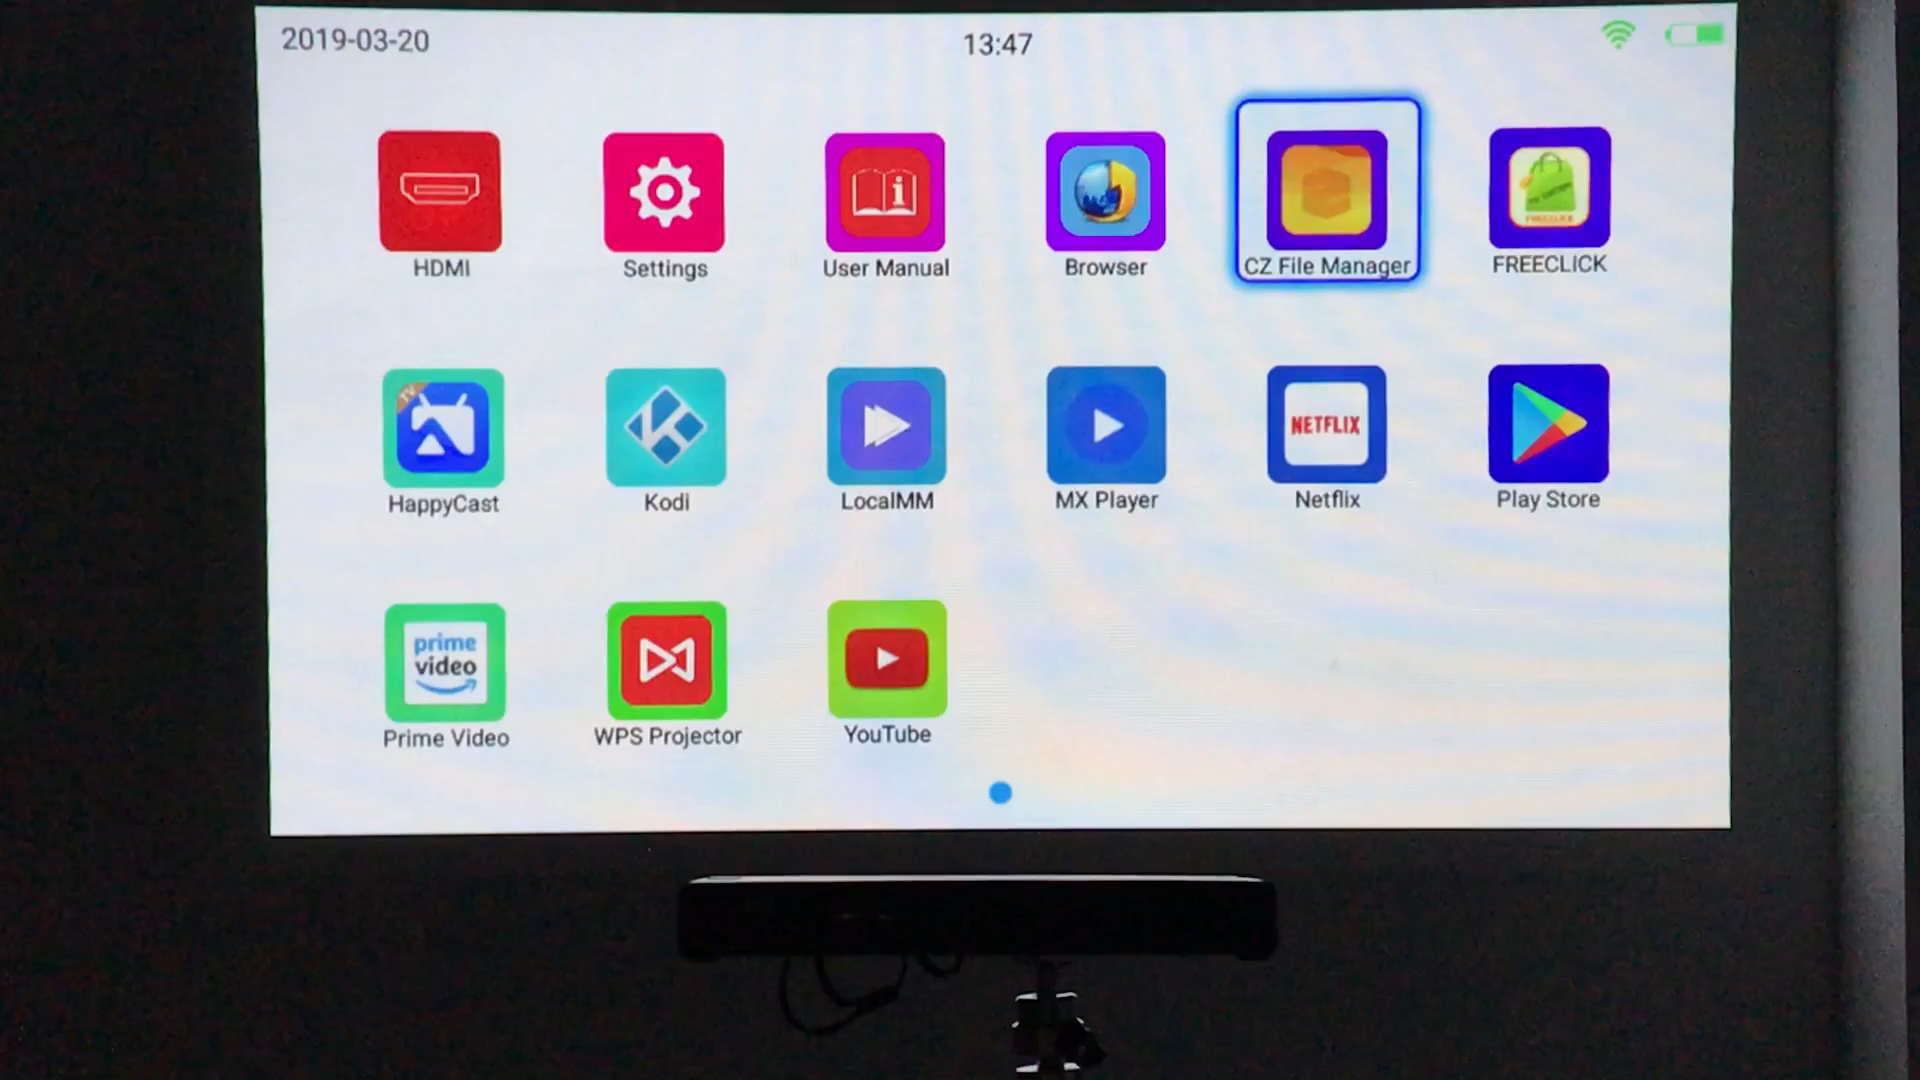 2019-03-20
13:47
HDMI
Settings
User Manual
Browser
CZ File Manager
FREECLICK
HappyCast
Kodi
LocalMM
MX Player
NETFLIX
Netflix
Play Store
prime
video
Prime Video
WPS Projector
YouTube